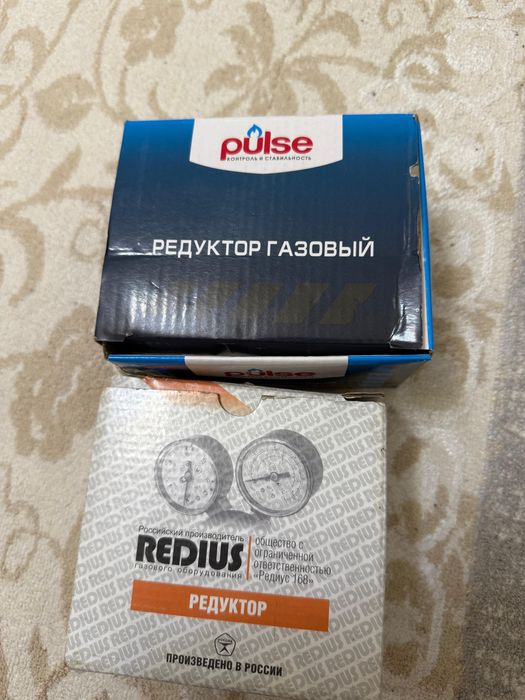 pulse
КОНТРОЛЬ И СТАБИЛЬНОСТЬ
РЕДУКТОР ГАЗОВЫЙ
pulse
Российский производитель
REDIUS
газового оборудования
общество с
ограниченной
ответственностью
«Редиус 168»
РЕДУКТОР
ПРОИЗВЕДЕНО В РОССИИ